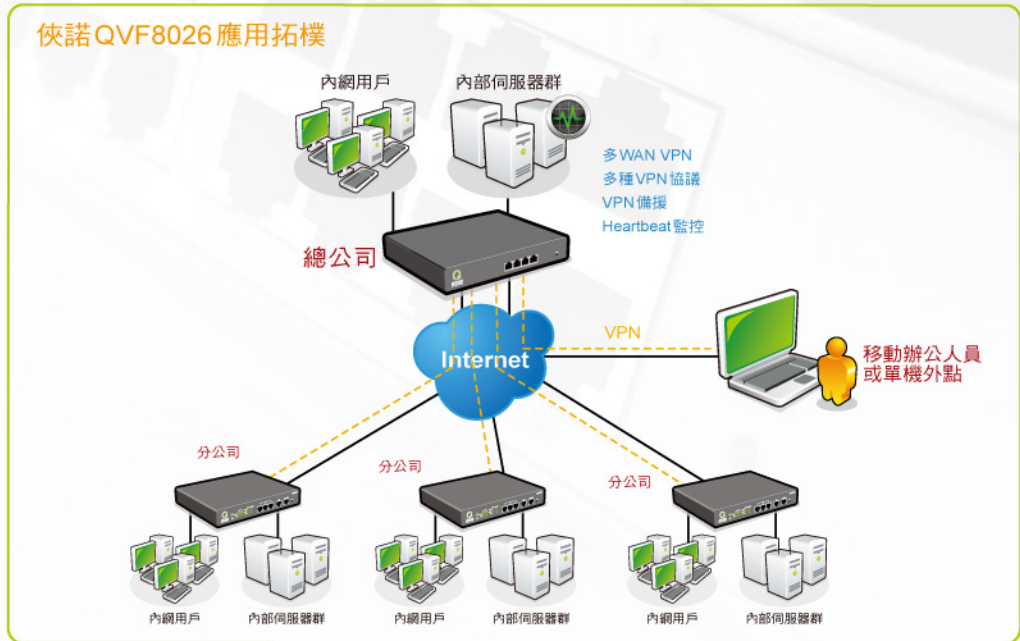 俠諾QVF8026應用拓樸
內網用戶
內部伺服器群
多WAN VPN
多種VPN協議
VPN備援
Heartbeat監控
總公司
VPN
Internet
移動辦公人員
或單機外點
分公司
分公司
分公司
內網用戶
內部伺服器群
內網用戶
內部伺服器群
內網用戶
內部伺服器群